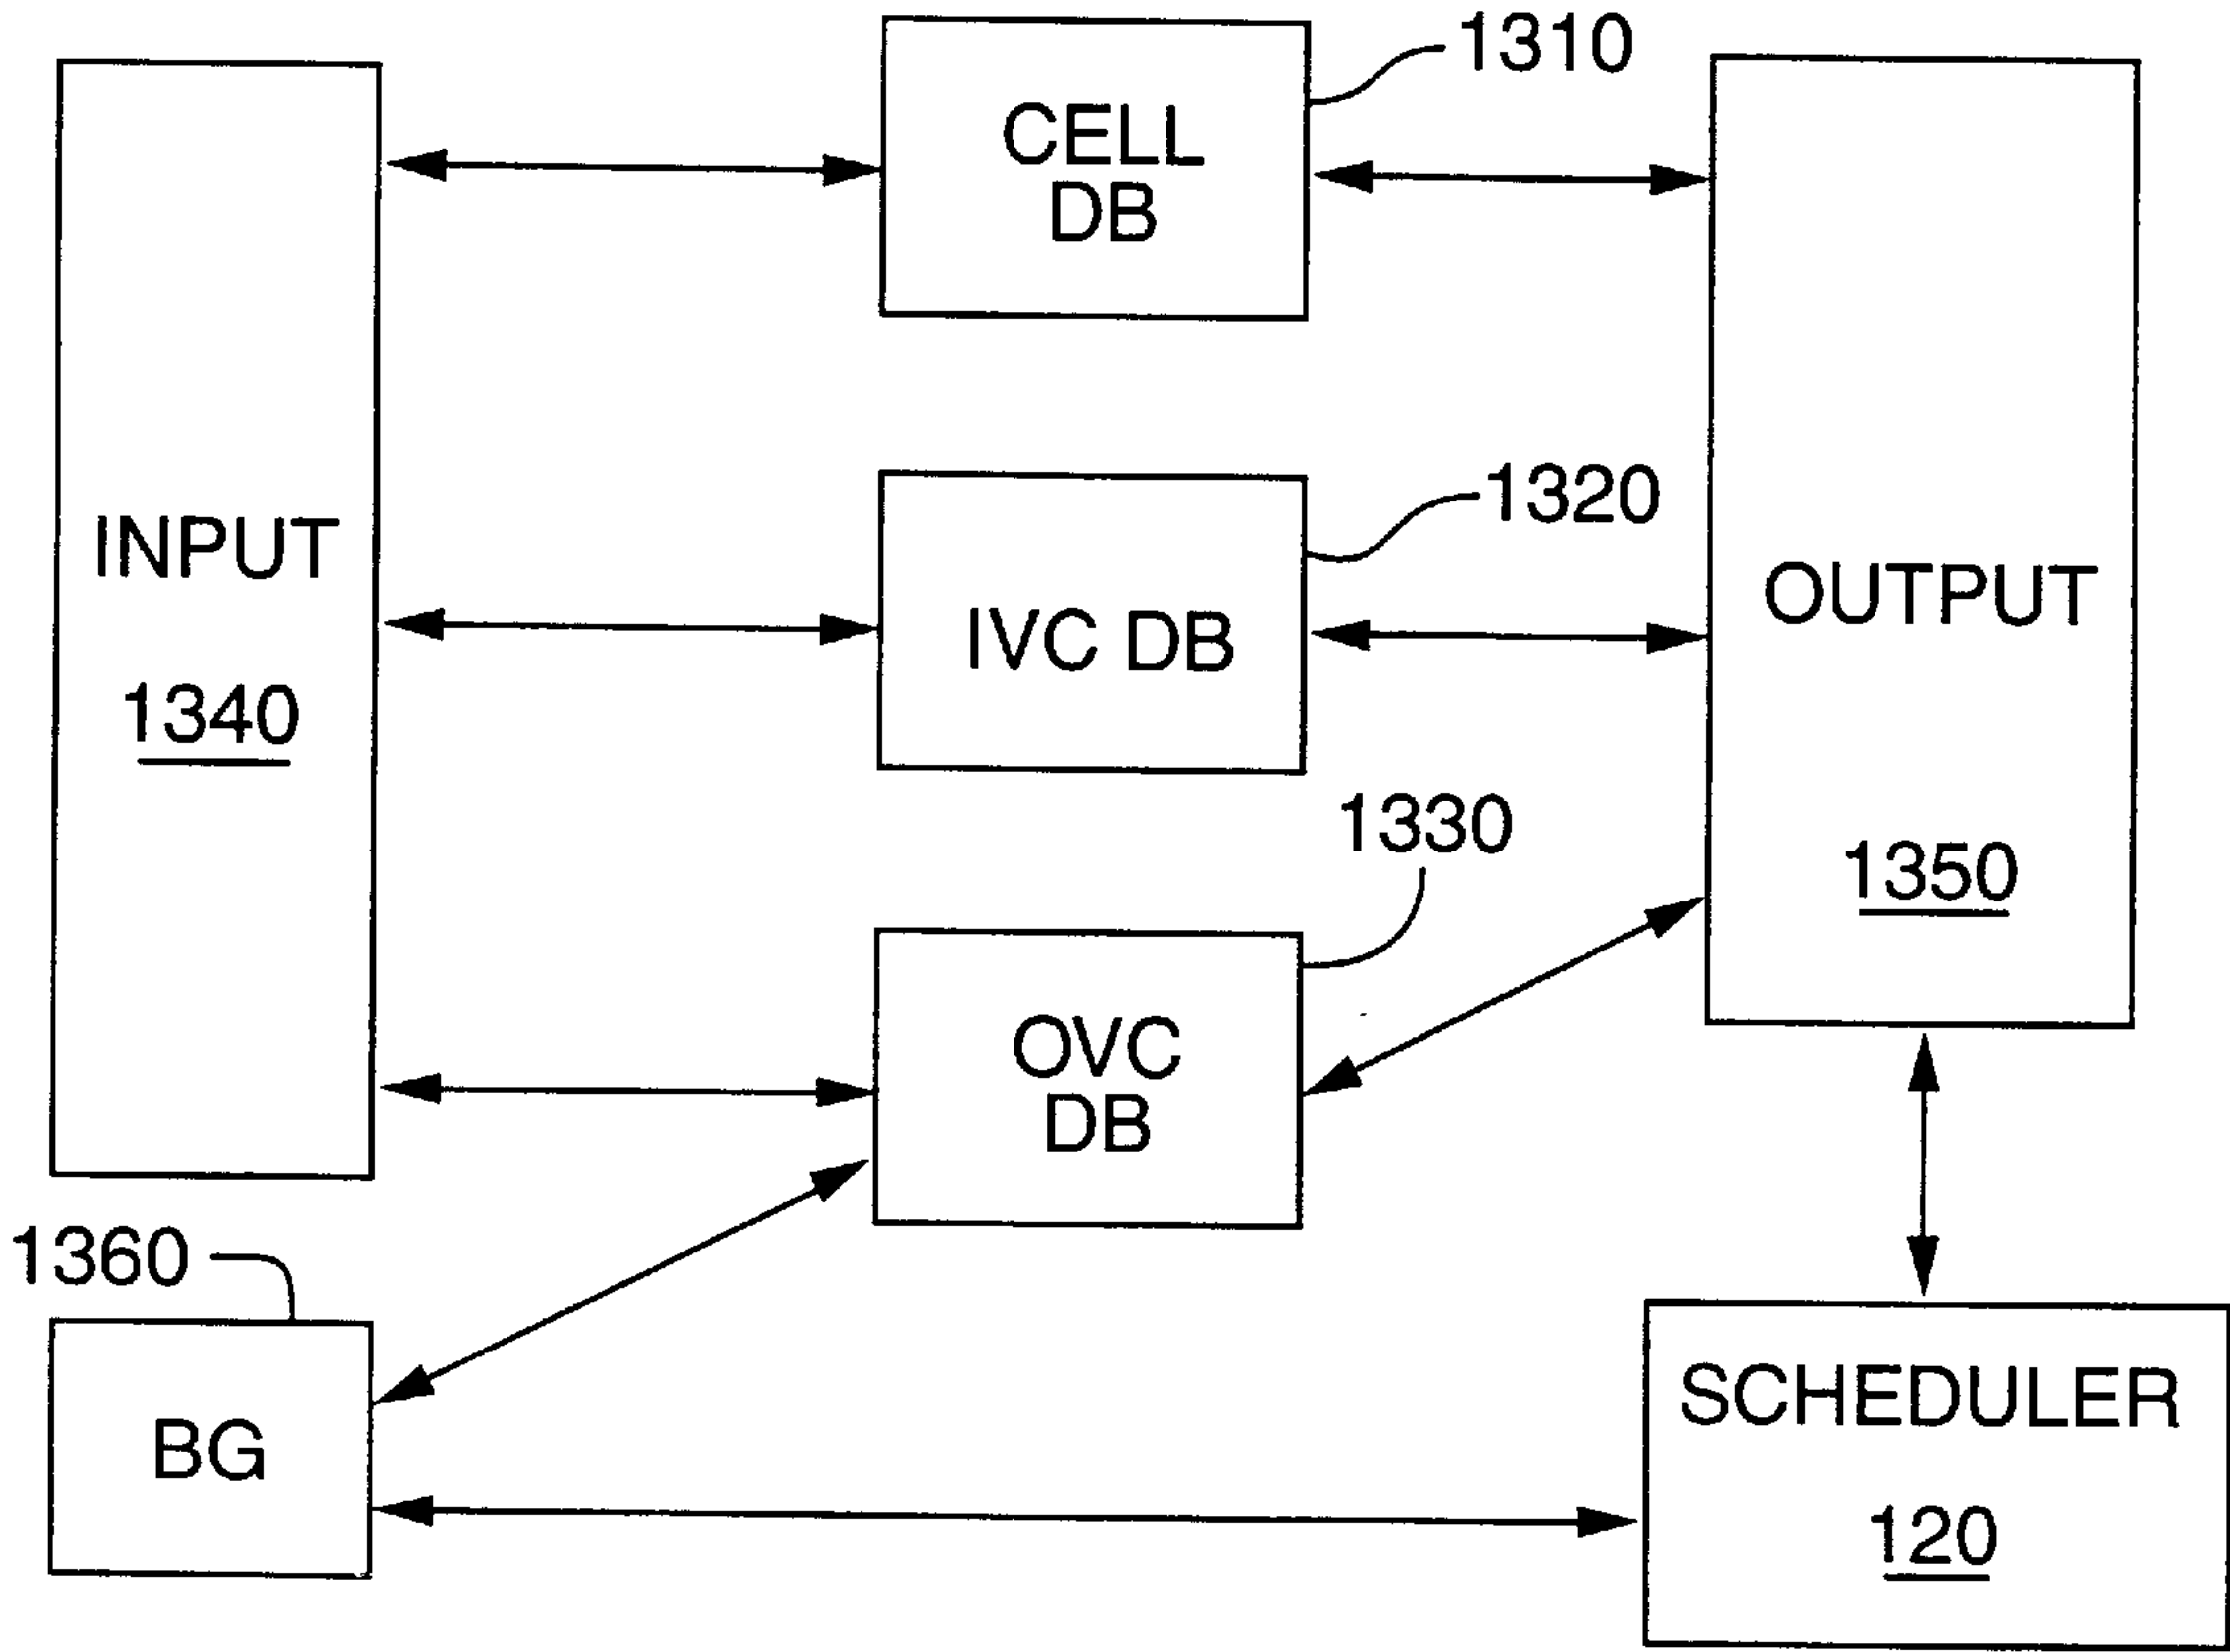 1310
CELL
DB
INPUT
1340
1320
IVC DB
OUTPUT
1350
1330
OVC
DB
1360
BG
SCHEDULER
120